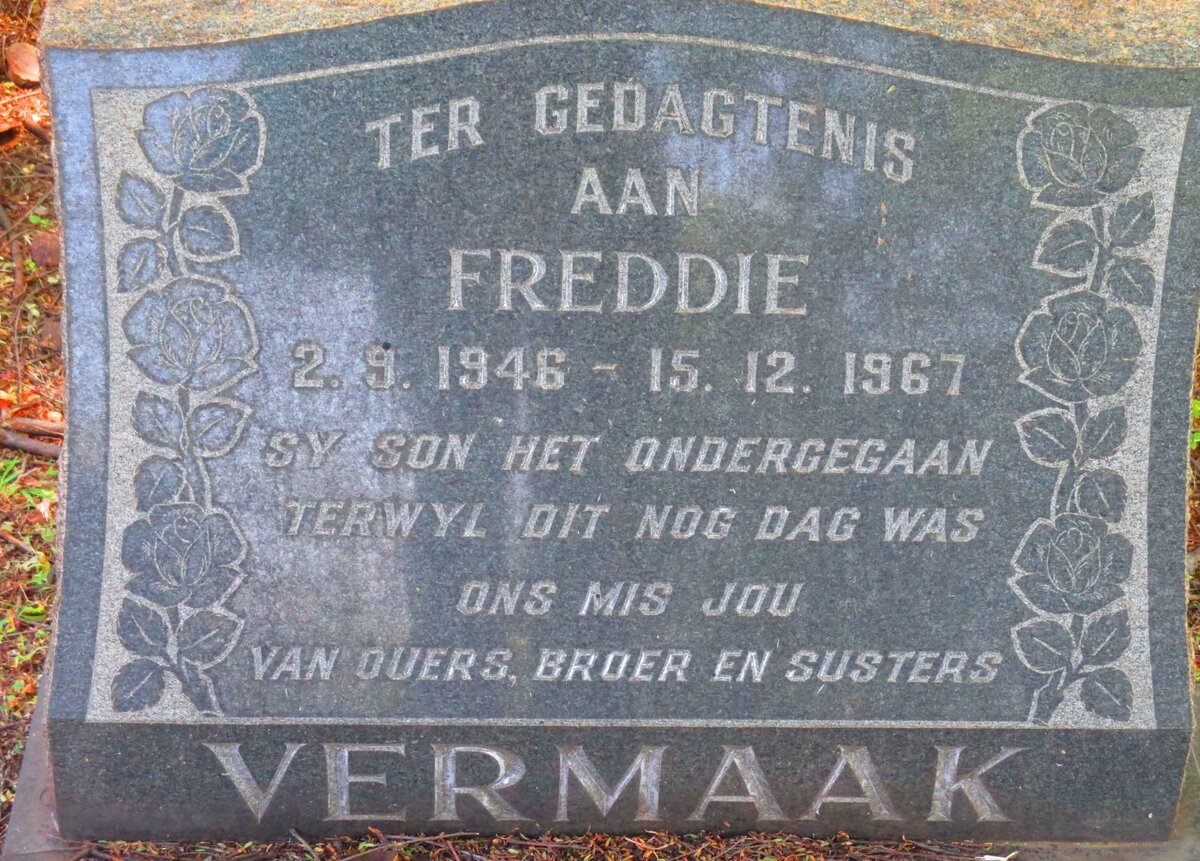 TER GEDAGTENIS
AAN
FREDDIE
2. 9. 1946 - 15. 12. 1967
SY SON HET ONDERGEGAAN
TERWYL DIT NOG DAG WAS
ONS MIS JOU
VAN OUERS, BROER EN SUSTERS
VERMAAK